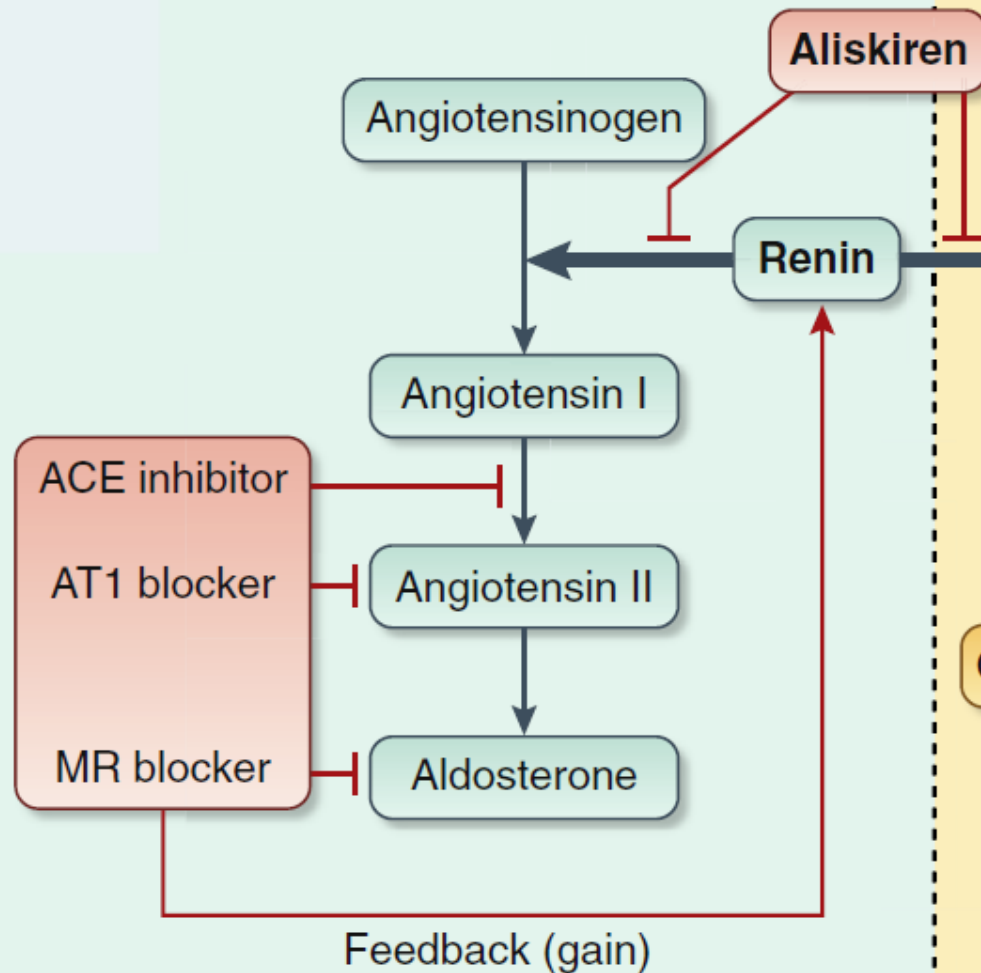 Aliskiren
Angiotensinogen
Renin
Angiotensin I
ACE inhibitor
AT1 blocker
Angiotensin II
MR blocker
Aldosterone
Feedback (gain)